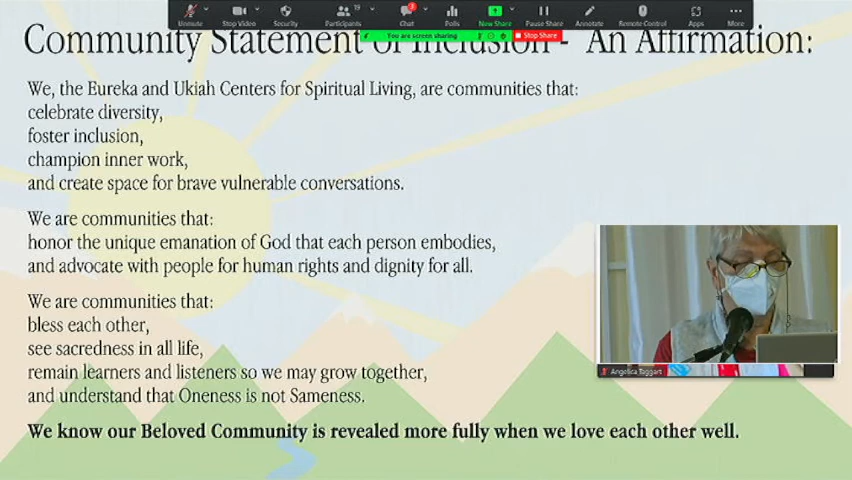 Unmute
Stop Video
Security
Participants
19
Chat
3
Polls
New Share
Pause Share
Annotate
Remote Control
Apps
More
You are screen sharing
Stop Share
Community Statement of Inclusion - An Affirmation:
We, the Eureka and Ukiah Centers for Spiritual Living, are communities that:
celebrate diversity,
foster inclusion,
champion inner work,
and create space for brave vulnerable conversations.
We are communities that:
honor the unique emanation of God that each person embodies,
and advocate with people for human rights and dignity for all.
We are communities that:
bless each other,
see sacredness in all life,
remain learners and listeners so we may grow together,
and understand that Oneness is not Sameness.
We know our Beloved Community is revealed more fully when we love each other well.
Angelica Taggart